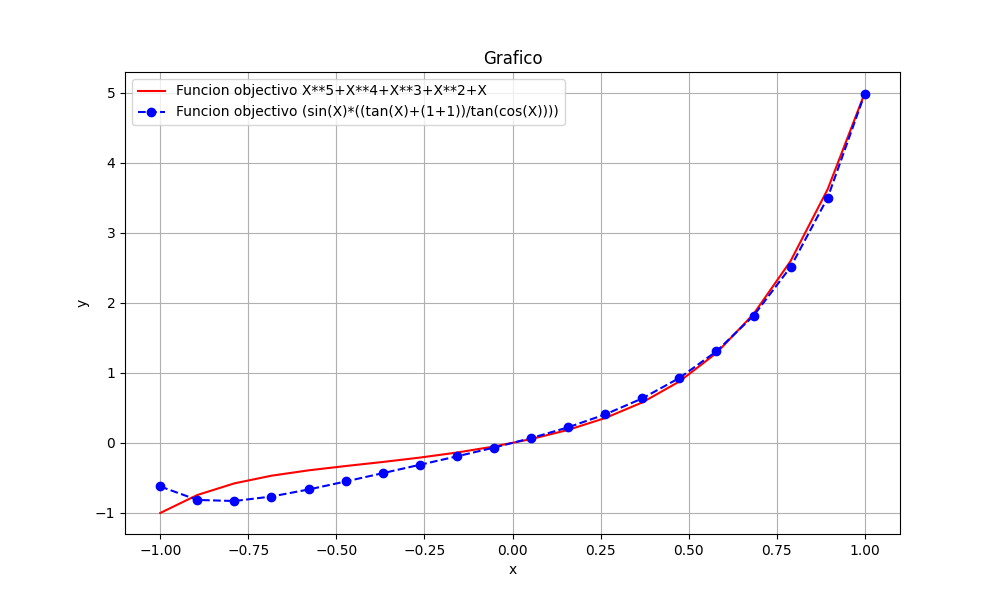 Grafico
Funcion objectivo X**5+X**4+X**3+X**2+X
Funcion objectivo (sin(X)*((tan(X)+(1+1))/tan(cos(X))))
5
4
3
2
1
0
−1
y
−1.00 −0.75 −0.50 −0.25 0.00 0.25 0.50 0.75 1.00
x